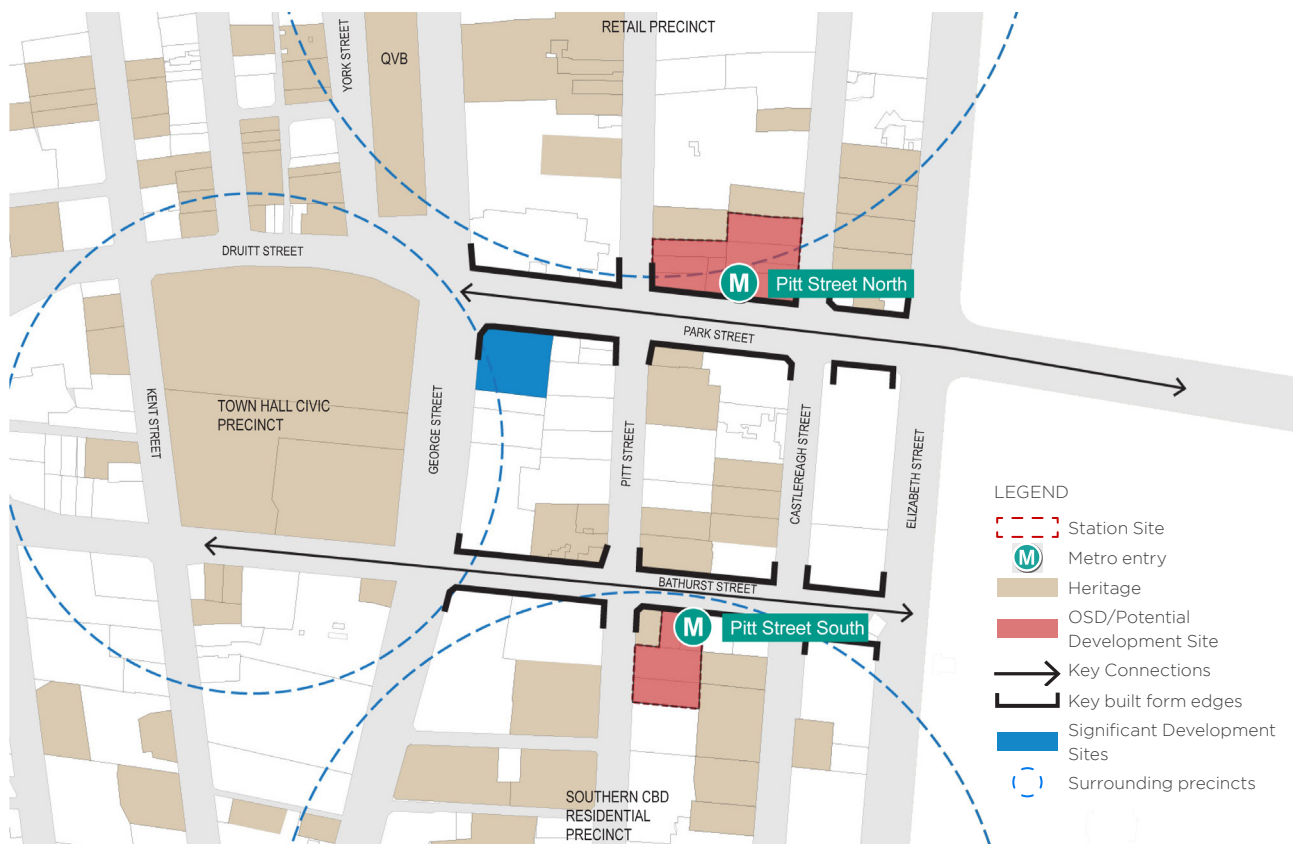 RETAIL PRECINCT
YORK STREET
QVB
DRUITT STREET
M
Pitt Street North
PARK STREET
KENT STREET
TOWN HALL CIVIC
PRECINCT
GEORGE STREET
PITT STREET
CASTLEREAGH STREET
ELIZABETH STREET
BATHURST STREET
M
Pitt Street South
SOUTHERN CBD
RESIDENTIAL
PRECINCT
LEGEND
Station Site
M
Metro entry
Heritage
OSD/Potential
Development Site
Key Connections
Key built form edges
Significant Development
Sites
Surrounding precincts